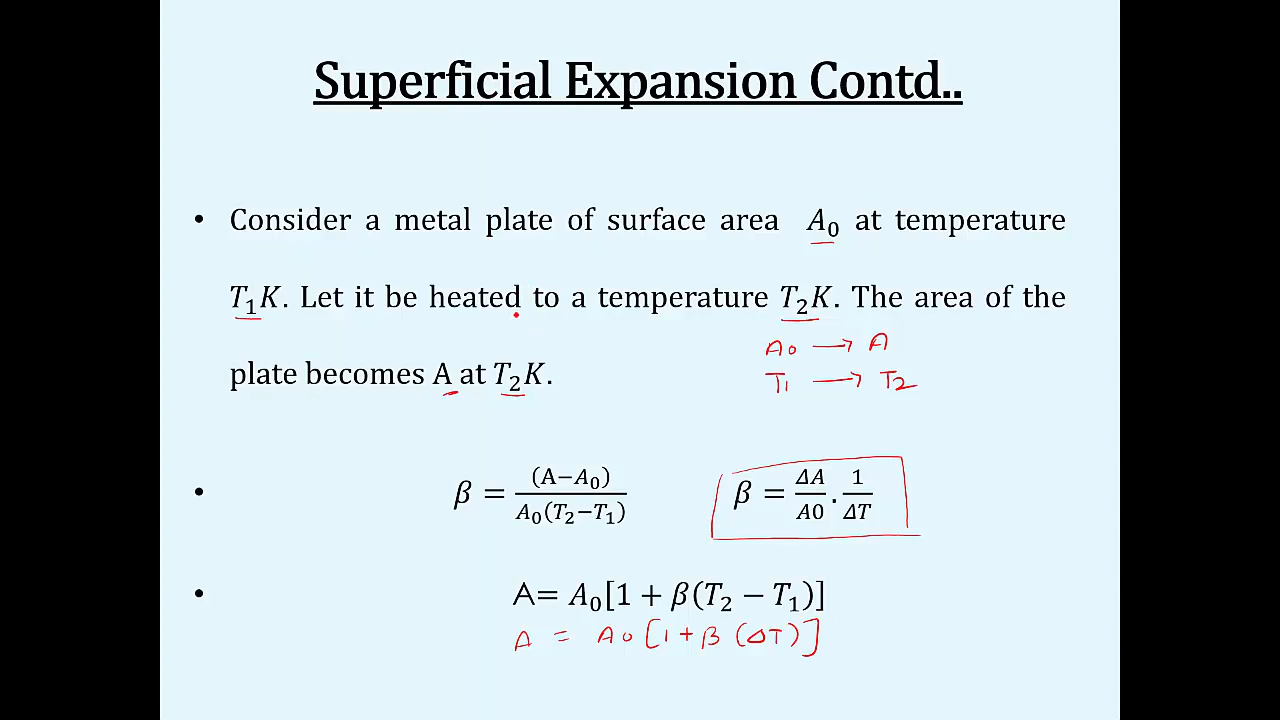 Superficial Expansion Contd..
• Consider a metal plate of surface area A₀ at temperature
T₁K. Let it be heated to a temperature T₂K. The area of the
A₀ → A
plate becomes A at T₂K.
T₁ → T₂
• β = (A−A₀) / A₀(T₂−T₁) β = ΔA/A0 . 1/ΔT
• A= A₀[1 + β(T₂ − T₁)]
A = A₀ [1 + β (ΔT)]